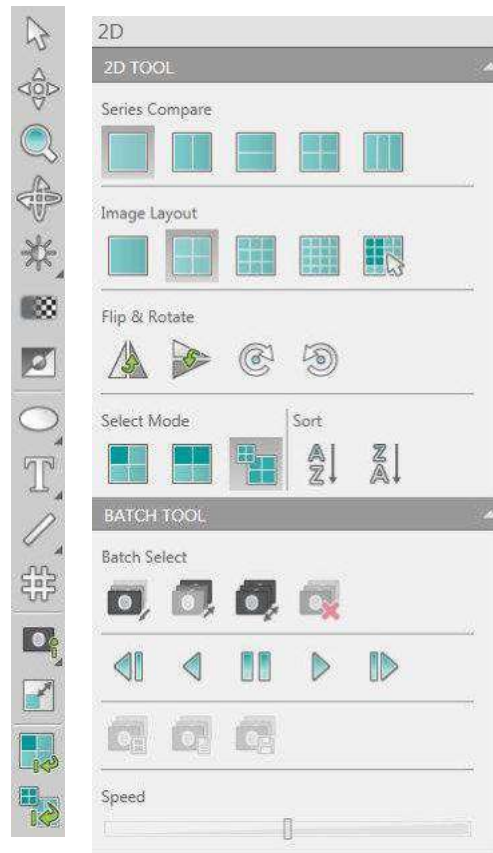 2D
2D TOOL
Series Compare
Image Layout
Flip & Rotate
Select Mode
Sort
A
Z
Z
A
T
BATCH TOOL
Batch Select
Speed